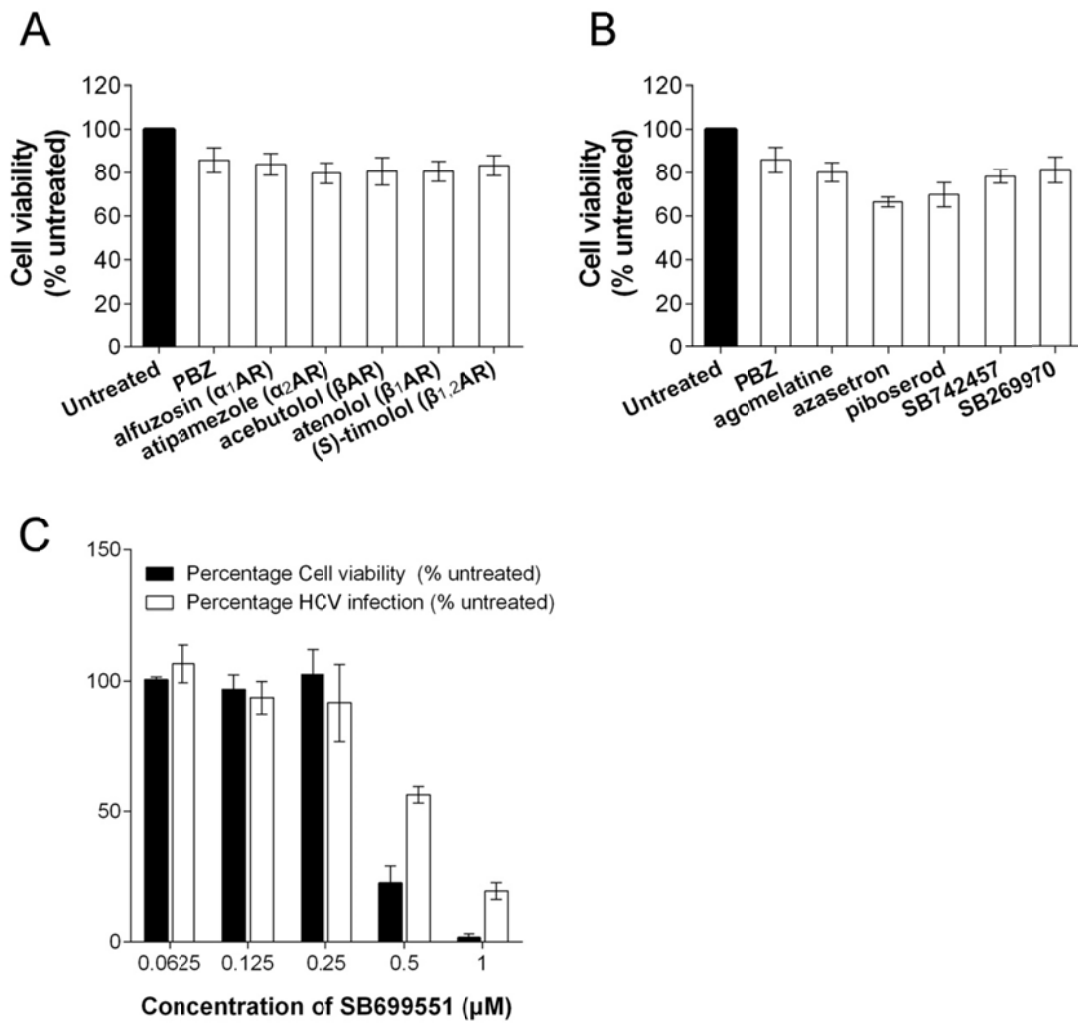 A
120
100
80
60
40
20
0
Cell viability
(% untreated)
Untreated
PBZ
alfuzosin (α₁AR)
atipamezole (α₂AR)
acebutolol (βAR)
atenolol (β₁AR)
(S)-timolol (β₁,₂AR)
B
120
100
80
60
40
20
0
Cell viability
(% untreated)
Untreated
PBZ
agomelatine
azasetron
piboserod
SB742457
SB269970
C
150
100
50
0
Percentage Cell viability (% untreated)
Percentage HCV infection (% untreated)
0.0625 0.125 0.25 0.5 1
Concentration of SB699551 (μM)